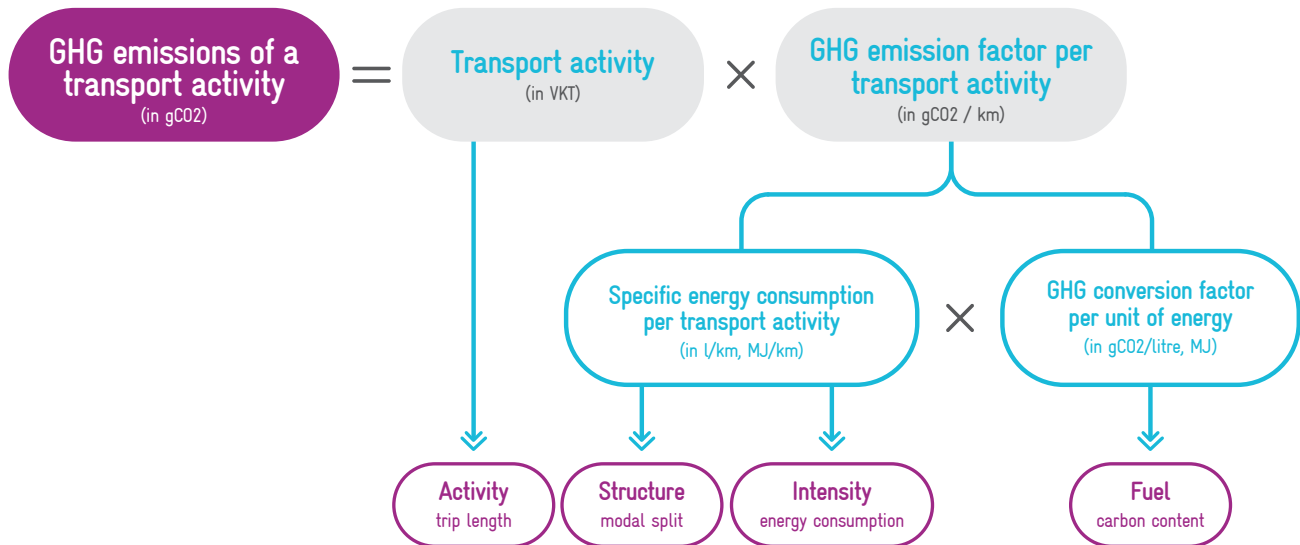 GHG emissions of a
transport activity
(in gCO2)
=
Transport activity
(in VKT)
×
GHG emission factor per
transport activity
(in gCO2 / km)
Specific energy consumption
per transport activity
(in l/km, MJ/km)
×
GHG conversion factor
per unit of energy
(in gCO2/litre, MJ)
Activity
trip length
Structure
modal split
Intensity
energy consumption
Fuel
carbon content